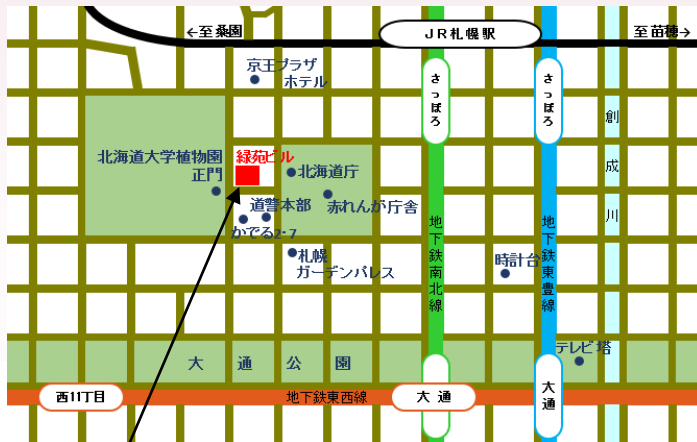 ←至桑園
JR札幌駅
至苗穂→
京王プラザ
ホテル
さっぽろ
さっぽろ
創成川
北海道大学植物園
正門
緑苑ビル
北海道庁
赤れんが庁舎
道警本部
かでる2・7
札幌
ガーデンパレス
地下鉄南北線
地下鉄東豊線
時計台
テレビ塔
大通公園
西11丁目
地下鉄東西線
大通
大通